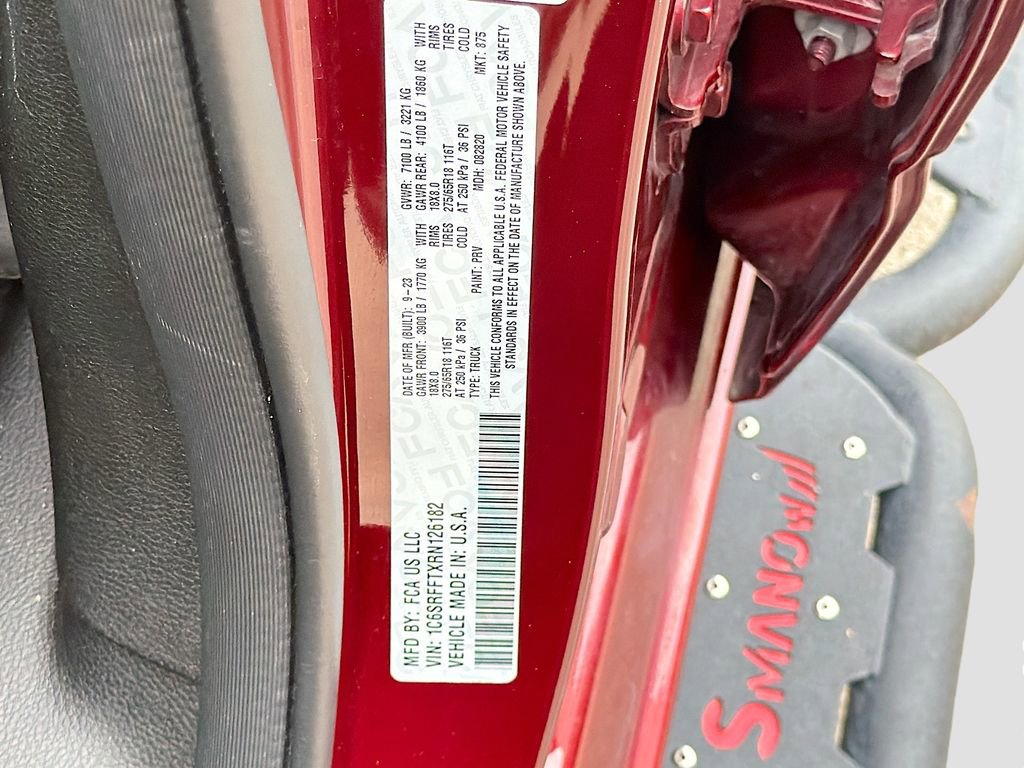 MFD BY: FCA US LLC
VIN: 1C6SRFFTXRN126182
VEHICLE MADE IN: U.S.A.
DATE OF MFR (BUILT): 9-23 GVWR: 7100 LB / 3221 KG
GAWR FRONT: 3900 LB / 1770 KG WITH GAWR REAR: 4100 LB / 1860 KG WITH
18X8.0 RIMS 18X8.0 RIMS
275/65R18 116T TIRES 275/65R18 116T TIRES
AT 250 kPa / 36 PSI COLD AT 250 kPa / 36 PSI COLD
TYPE: TRUCK PAINT: PRV MDH: 082820 MKT: 875
THIS VEHICLE CONFORMS TO ALL APPLICABLE U.S.A. FEDERAL MOTOR VEHICLE SAFETY
STANDARDS IN EFFECT ON THE DATE OF MANUFACTURE SHOWN ABOVE.
SMAND